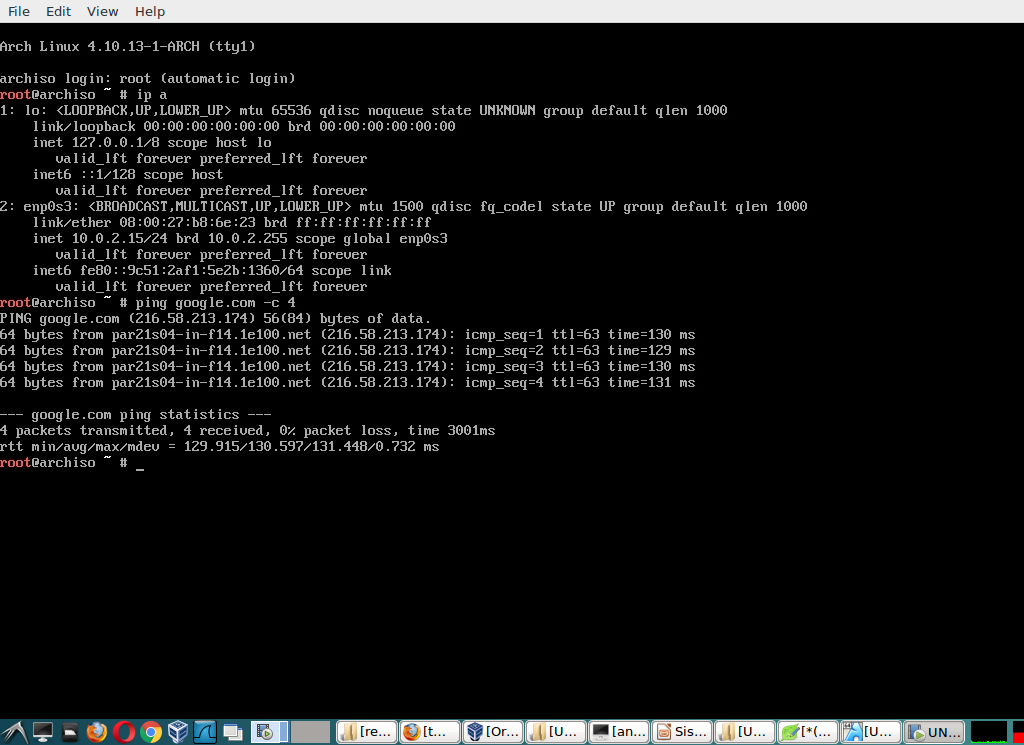 File Edit View Help
Arch Linux 4.10.13-1-ARCH (tty1)
archiso login: root (automatic login)
root@archiso ~ # ip a
1: lo: <LOOPBACK,UP,LOWER_UP> mtu 65536 qdisc noqueue state UNKNOWN group default qlen 1000
    link/loopback 00:00:00:00:00:00 brd 00:00:00:00:00:00
    inet 127.0.0.1/8 scope host lo
       valid_lft forever preferred_lft forever
    inet6 ::1/128 scope host
       valid_lft forever preferred_lft forever
2: enp0s3: <BROADCAST,MULTICAST,UP,LOWER_UP> mtu 1500 qdisc fq_codel state UP group default qlen 1000
    link/ether 08:00:27:b8:6e:23 brd ff:ff:ff:ff:ff:ff
    inet 10.0.2.15/24 brd 10.0.2.255 scope global enp0s3
       valid_lft forever preferred_lft forever
    inet6 fe80::9c51:2af1:5e2b:1360/64 scope link
       valid_lft forever preferred_lft forever
root@archiso ~ # ping google.com -c 4
PING google.com (216.58.213.174) 56(84) bytes of data.
64 bytes from par21s04-in-f14.1e100.net (216.58.213.174): icmp_seq=1 ttl=63 time=130 ms
64 bytes from par21s04-in-f14.1e100.net (216.58.213.174): icmp_seq=2 ttl=63 time=129 ms
64 bytes from par21s04-in-f14.1e100.net (216.58.213.174): icmp_seq=3 ttl=63 time=130 ms
64 bytes from par21s04-in-f14.1e100.net (216.58.213.174): icmp_seq=4 ttl=63 time=131 ms
--- google.com ping statistics ---
4 packets transmitted, 4 received, 0% packet loss, time 3001ms
rtt min/avg/max/mdev = 129.915/130.597/131.448/0.732 ms
root@archiso ~ # _
[re... [t... [Or... [U... [an... Sis... [U... [*(... [U... UN...